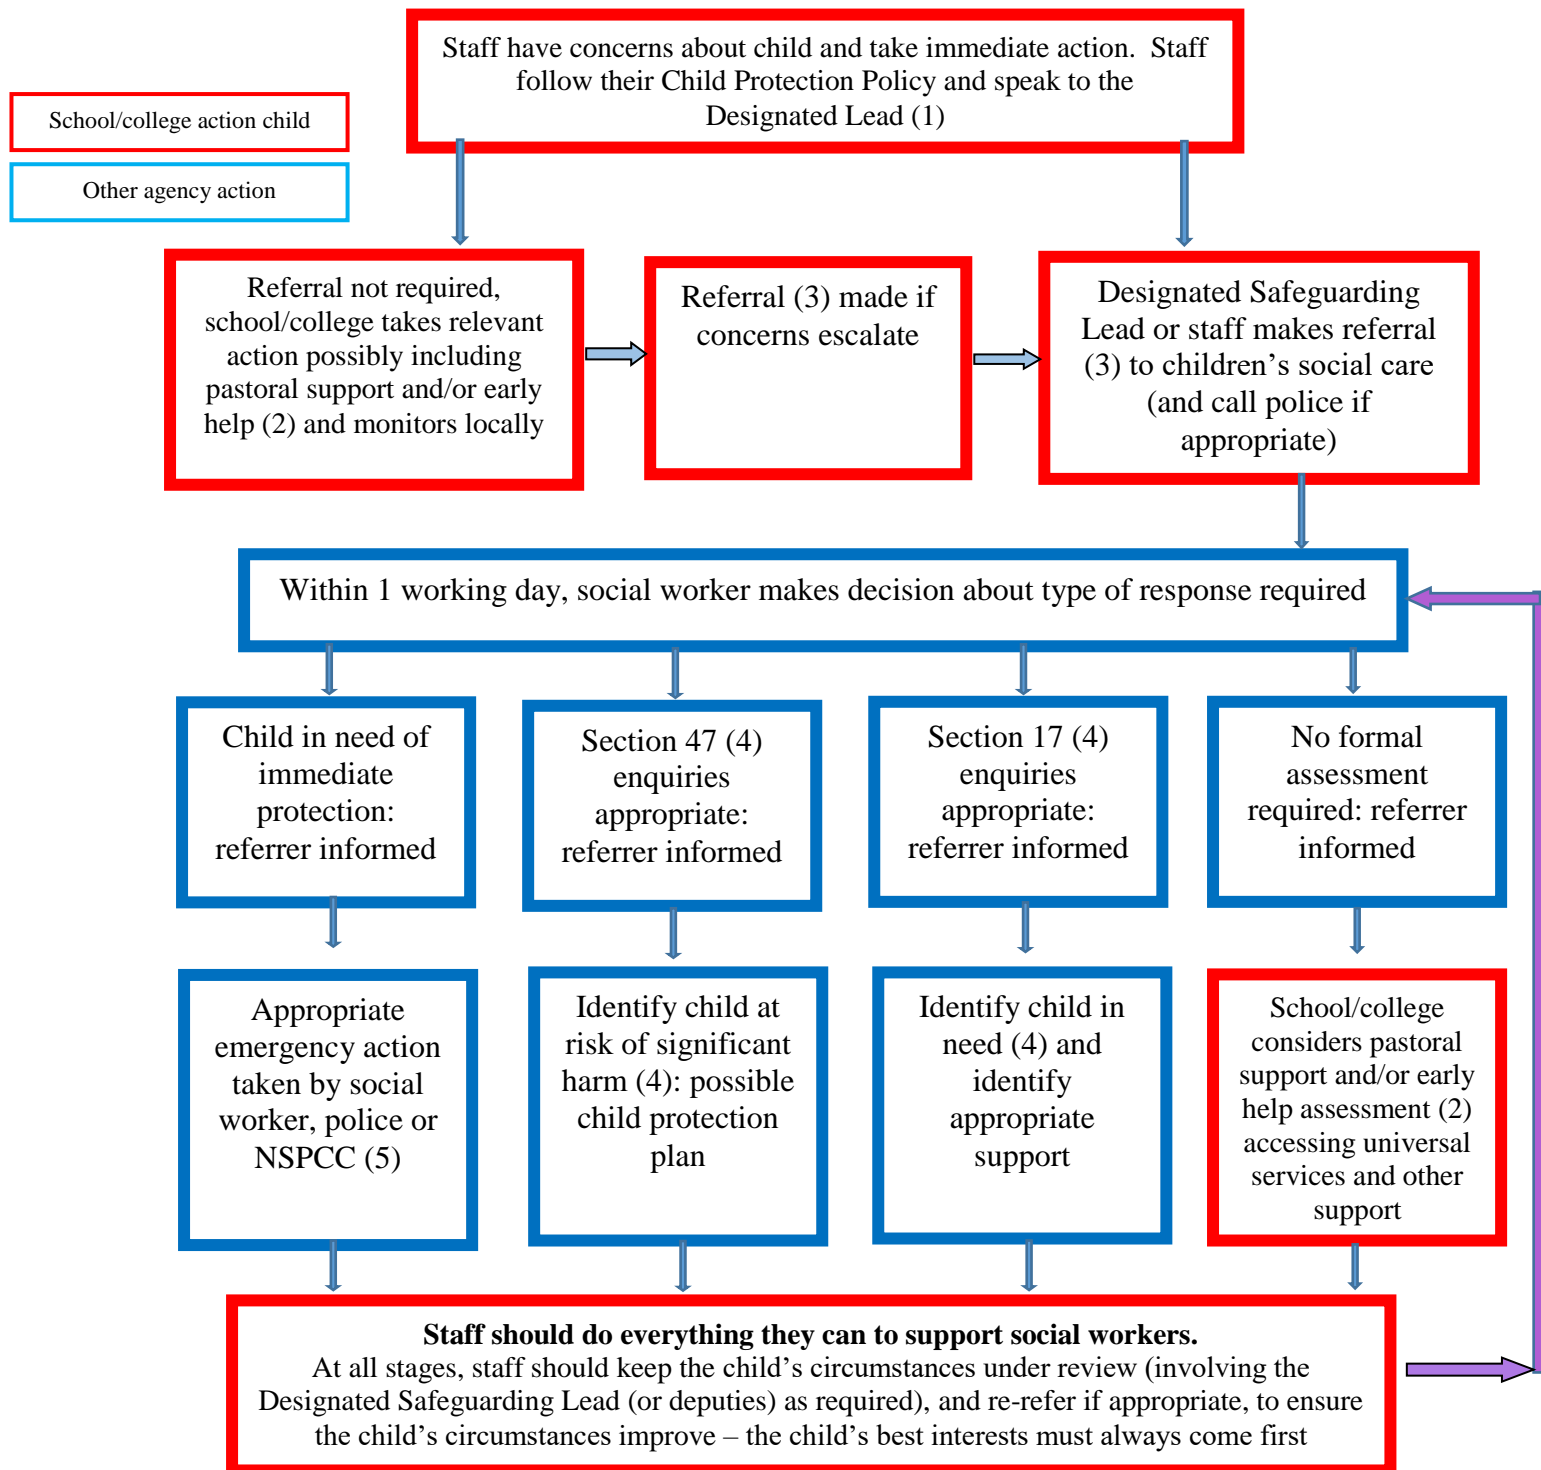 Staff have concerns about child and take immediate action.  Staff
follow their Child Protection Policy and speak to the
Designated Lead (1)
School/college action child
Other agency action
Referral not required,
school/college takes relevant
action possibly including
pastoral support and/or early
help (2) and monitors locally
Referral (3) made if
concerns escalate
Designated Safeguarding
Lead or staff makes referral
(3) to children’s social care
(and call police if
appropriate)
Within 1 working day, social worker makes decision about type of response required
Child in need of
immediate
protection:
referrer informed
Section 47 (4)
enquiries
appropriate:
referrer informed
Section 17 (4)
enquiries
appropriate:
referrer informed
No formal
assessment
required: referrer
informed
Appropriate
emergency action
taken by social
worker, police or
NSPCC (5)
Identify child at
risk of significant
harm (4): possible
child protection
plan
Identify child in
need (4) and
identify
appropriate
support
School/college
considers pastoral
support and/or early
help assessment (2)
accessing universal
services and other
support
Staff should do everything they can to support social workers.
At all stages, staff should keep the child’s circumstances under review (involving the
Designated Safeguarding Lead (or deputies) as required), and re-refer if appropriate, to ensure
the child’s circumstances improve – the child’s best interests must always come first